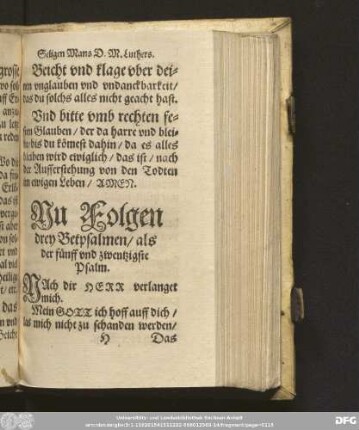 Seligen Mans D. M. Luthers.
Beicht vnd klage vber dei-
nen vnglauben vnd vndanckbarkeit/
das du solchs alles nicht geacht hast.
Vnd bitte vmb rechten fe-
sten Glauben/ der da harre vnd blei-
be bis du kömest dahin/ da es alles
bleiben wird ewiglich/ das ist/ nach
der Aufferstehung von den Todten
im ewigen Leben/ AMEN.
Nu Folgen
drey Betpsalmen/ als
der fünff vnd zwentzigste
Psalm.
NAch dir HERR verlanget
mich.
Mein GOTT ich hoff auff dich/
las mich nicht zu schanden werden/
H Das